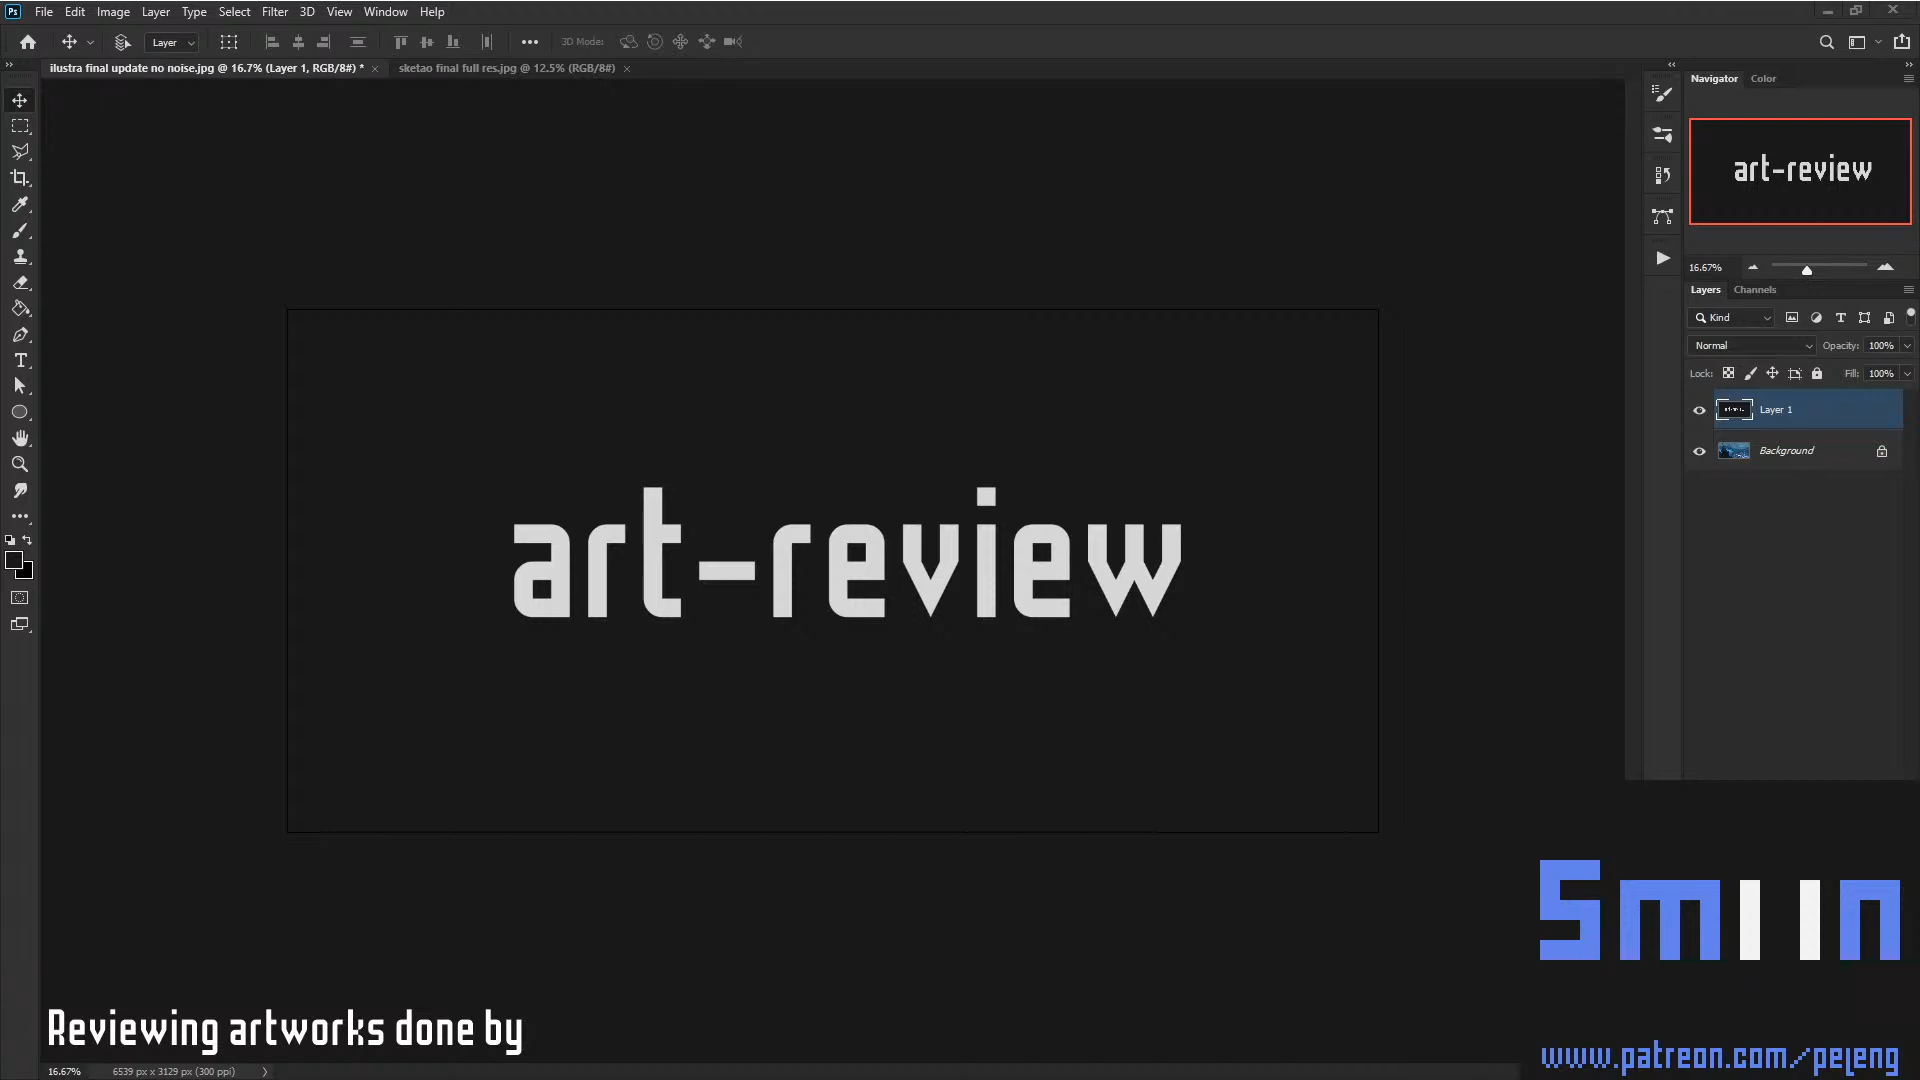 Ps File Edit Image Layer Type Select Filter 3D View Window Help
Layer 3D Mode:
ilustra final update no noise.jpg @ 16.7% (Layer 1, RGB/8#) * sketao final full res.jpg @ 12.5% (RGB/8#)
Navigator Color
art-review
16.67%
Layers Channels
Kind
Normal Opacity: 100%
Lock: Fill: 100%
Layer 1
Background
art-review
Smiin
Reviewing artworks done by
www.patreon.com/peleng
16.67% 6539 px x 3129 px (300 ppi)